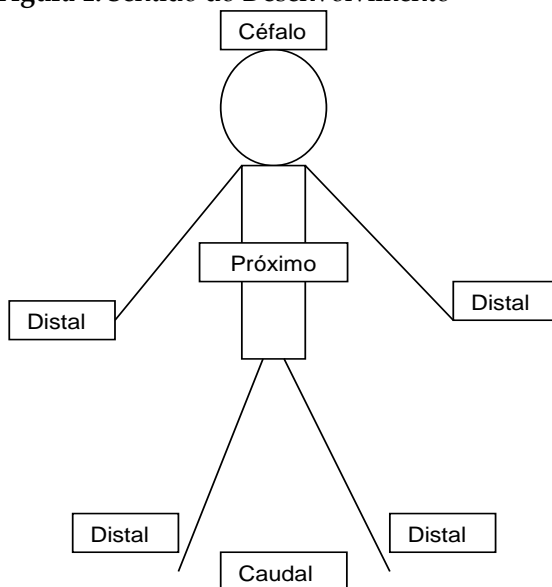 Figura 1. Sentido do Desenvolvimento
Céfalo
Próximo
Distal
Distal
Distal
Distal
Caudal